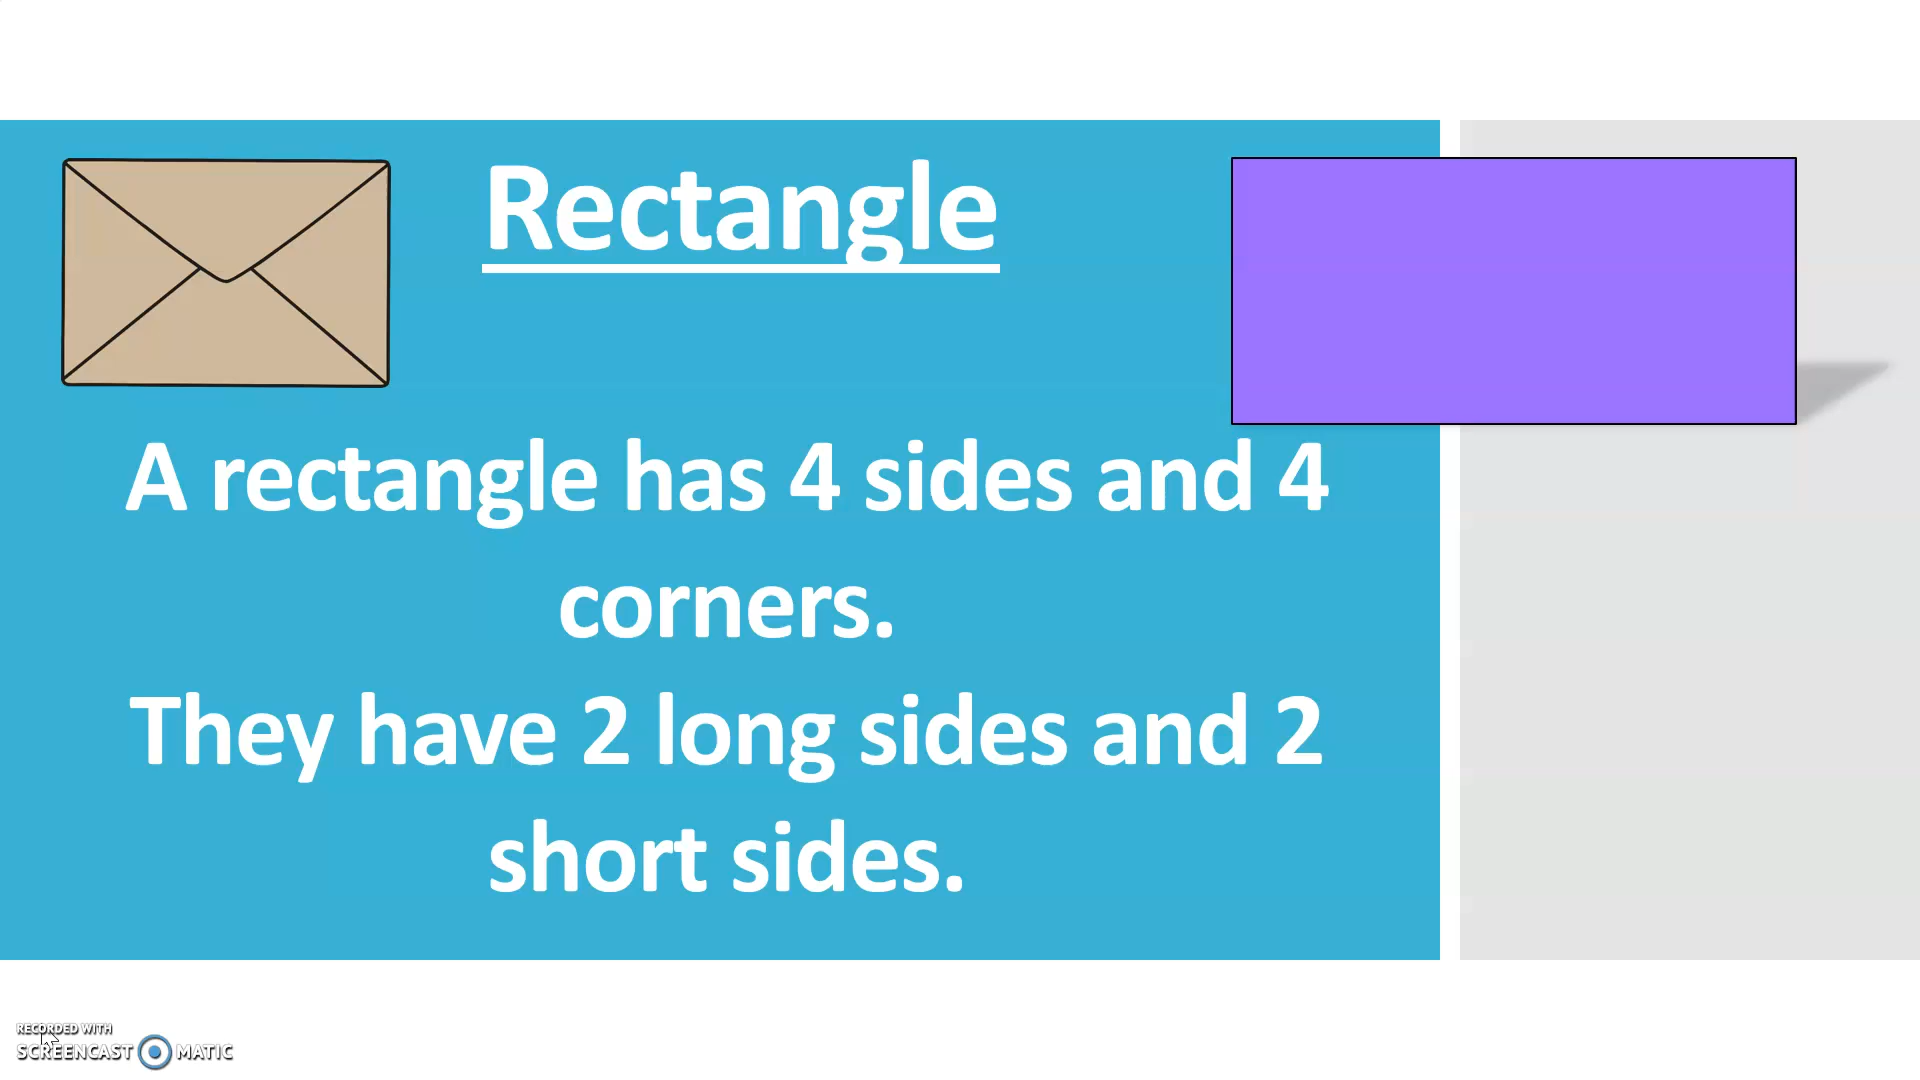 Rectangle
A rectangle has 4 sides and 4
corners.
They have 2 long sides and 2
short sides.
RECORDED WITH
SCREENCAST MATIC